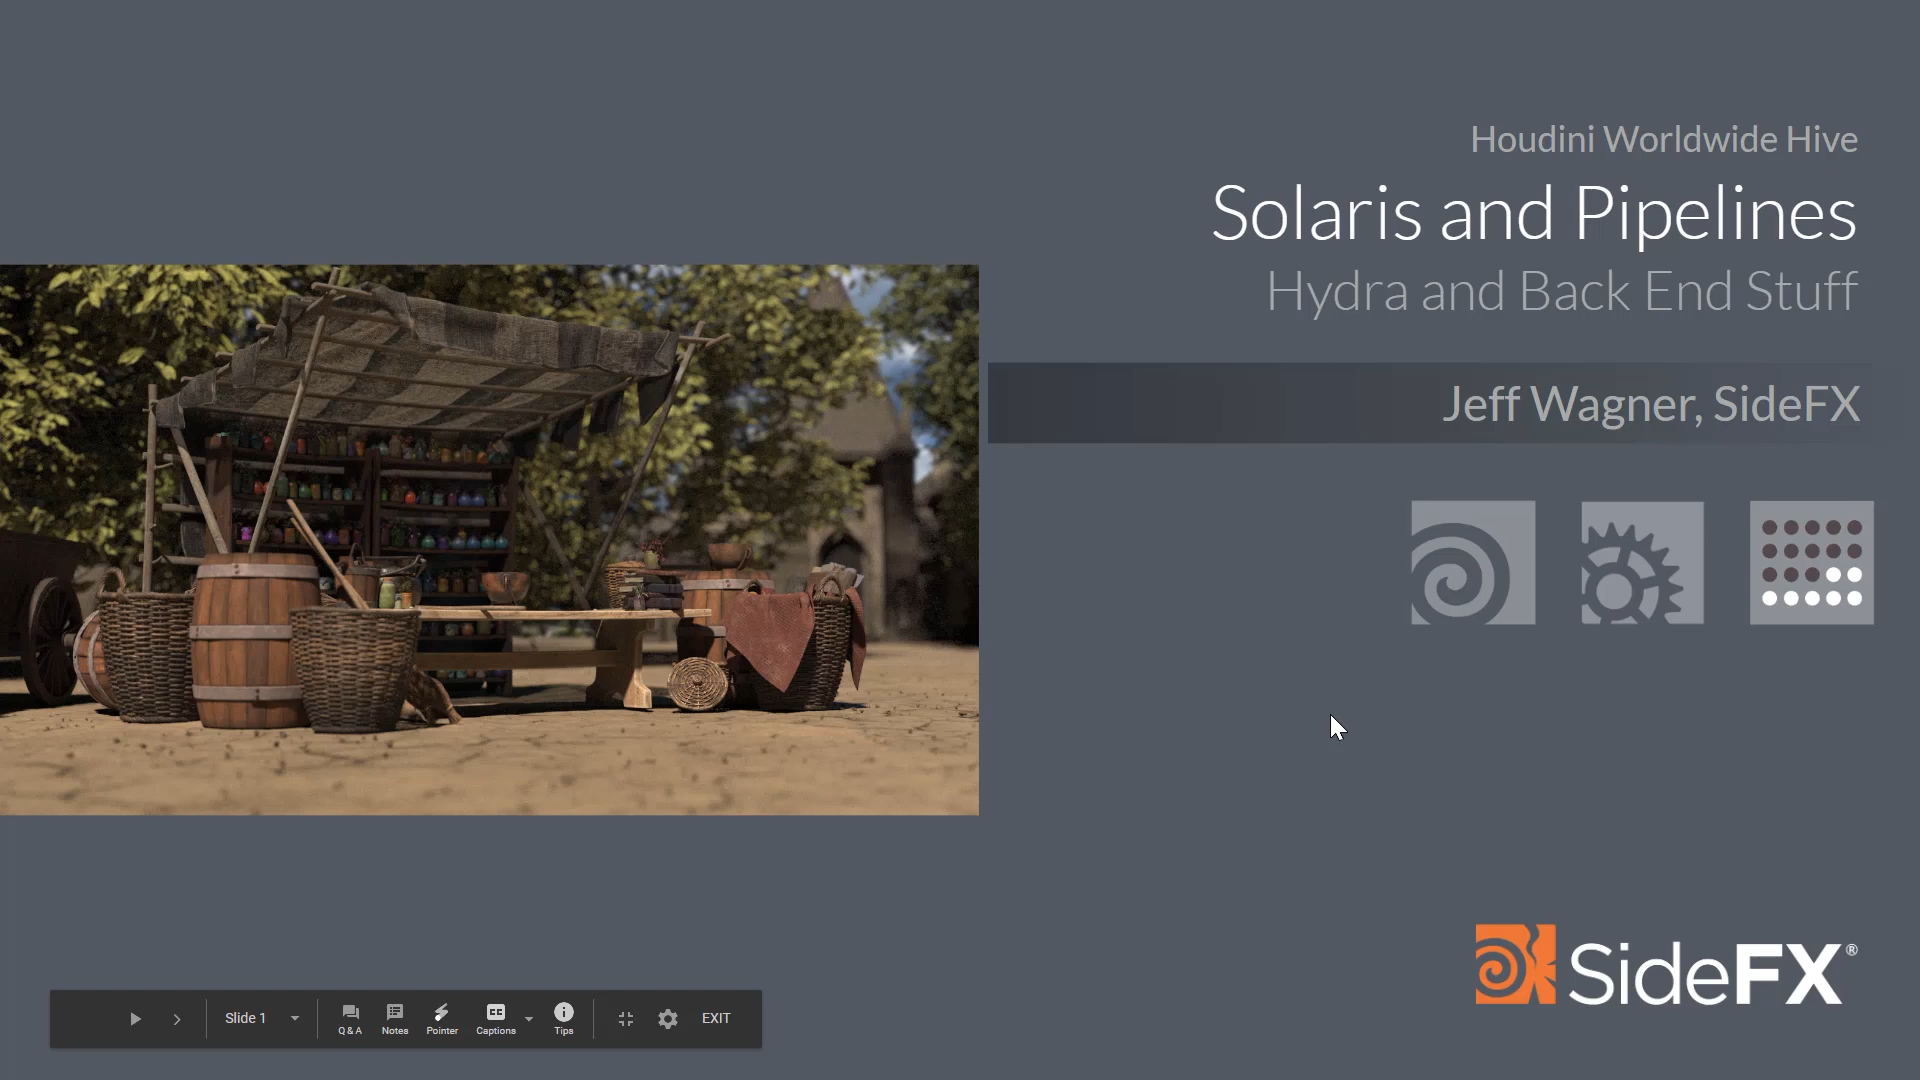 Houdini Worldwide Hive
Solaris and Pipelines
Hydra and Back End Stuff
Jeff Wagner, SideFX
SideFX®
Slide 1
Q & A
Notes
Pointer
CC
Captions
Tips
EXIT